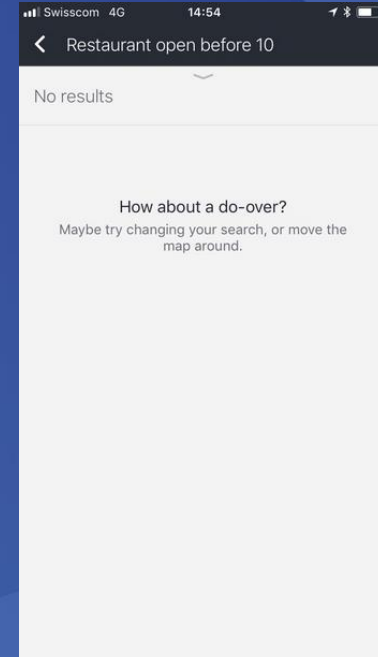 Swisscom 4G 14:54
Restaurant open before 10
No results
How about a do-over?
Maybe try changing your search, or move the
map around.